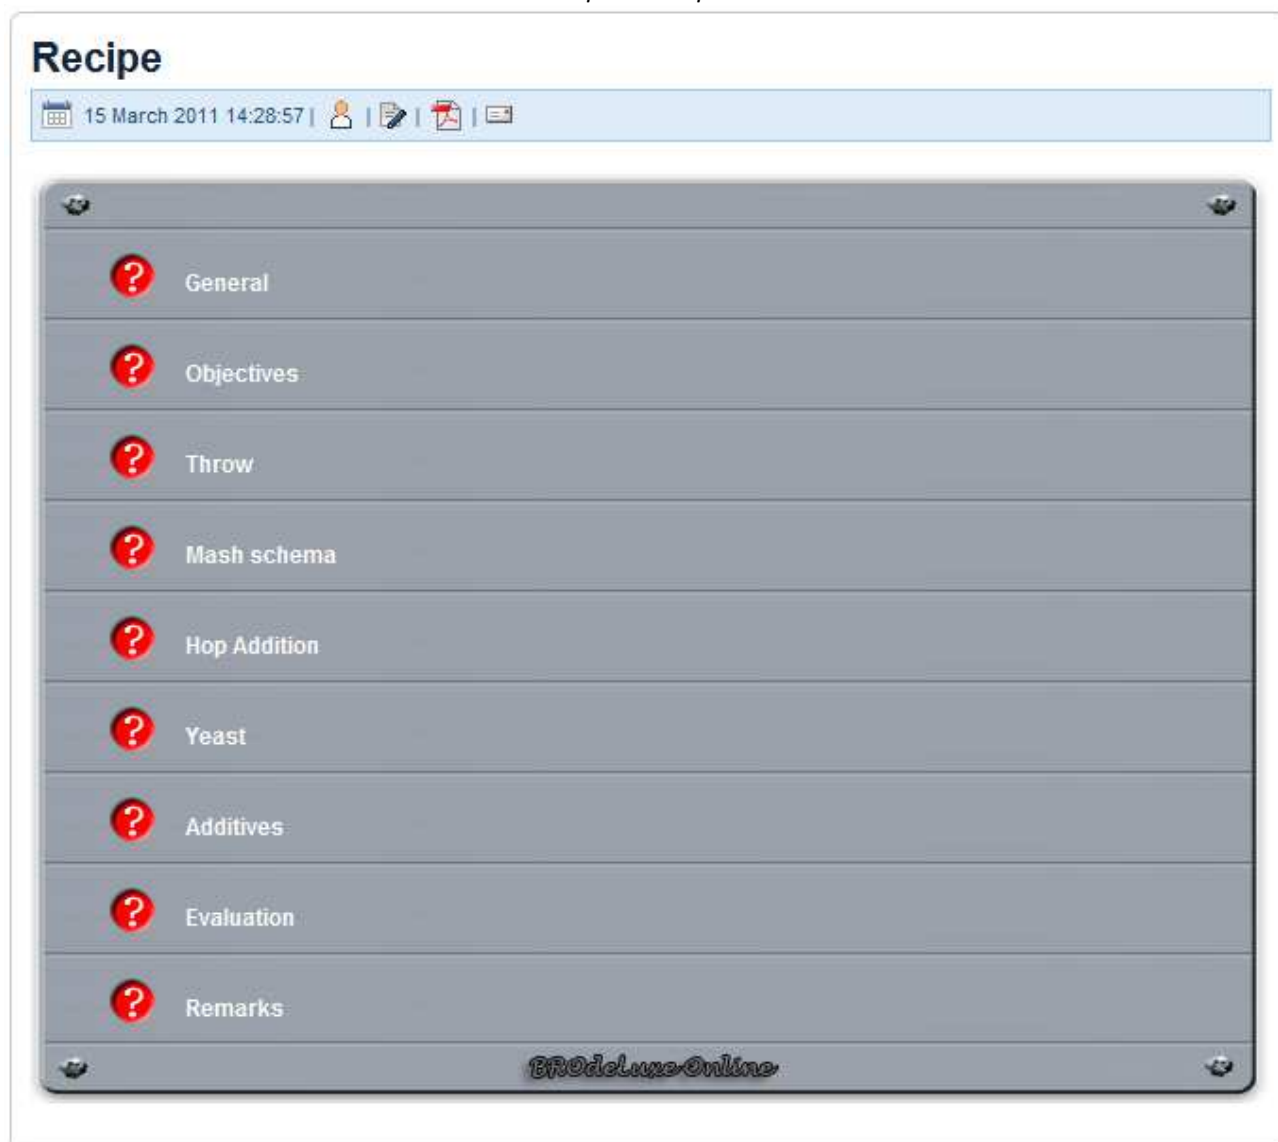 Recipe
15 March 2011 14:28:57 | | | |
? General
? Objectives
? Throw
? Mash schema
? Hop Addition
? Yeast
? Additives
? Evaluation
? Remarks
BROdeLuxe-Online